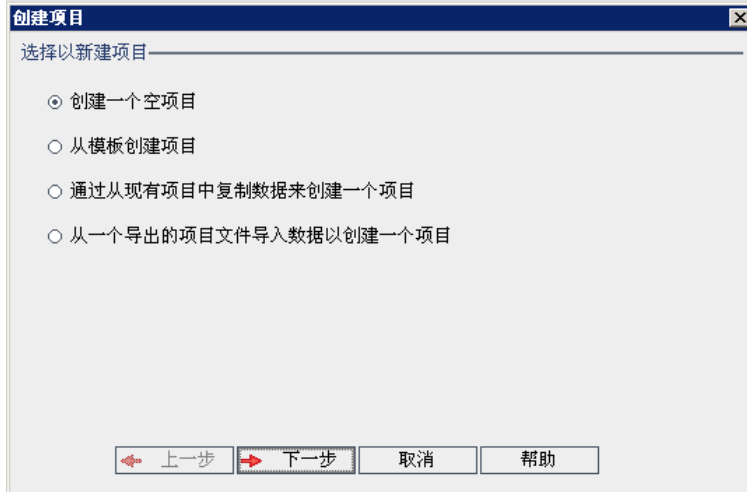 创建项目
选择以新建项目
创建一个空项目
从模板创建项目
通过从现有项目中复制数据来创建一个项目
从一个导出的项目文件导入数据以创建一个项目
上一步 下一步 取消 帮助